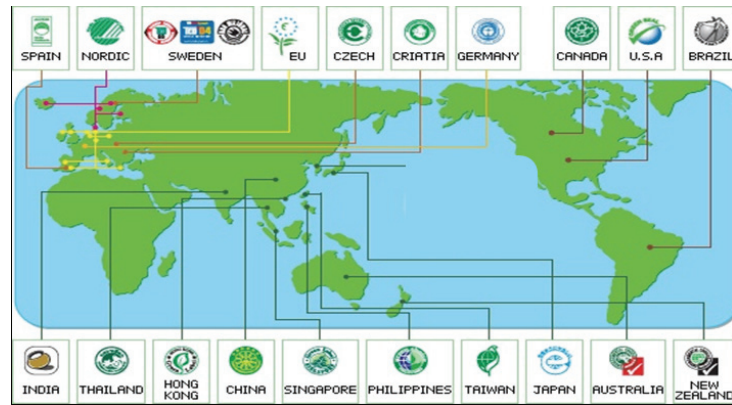 SPAIN
NORDIC
SWEDEN
EU
CZECH
CRIATIA
GERMANY
CANADA
U.S.A
BRAZIL
INDIA
THAILAND
HONG
KONG
CHINA
SINGAPORE
PHILIPPINES
TAIWAN
JAPAN
AUSTRALIA
NEW
ZEALAND